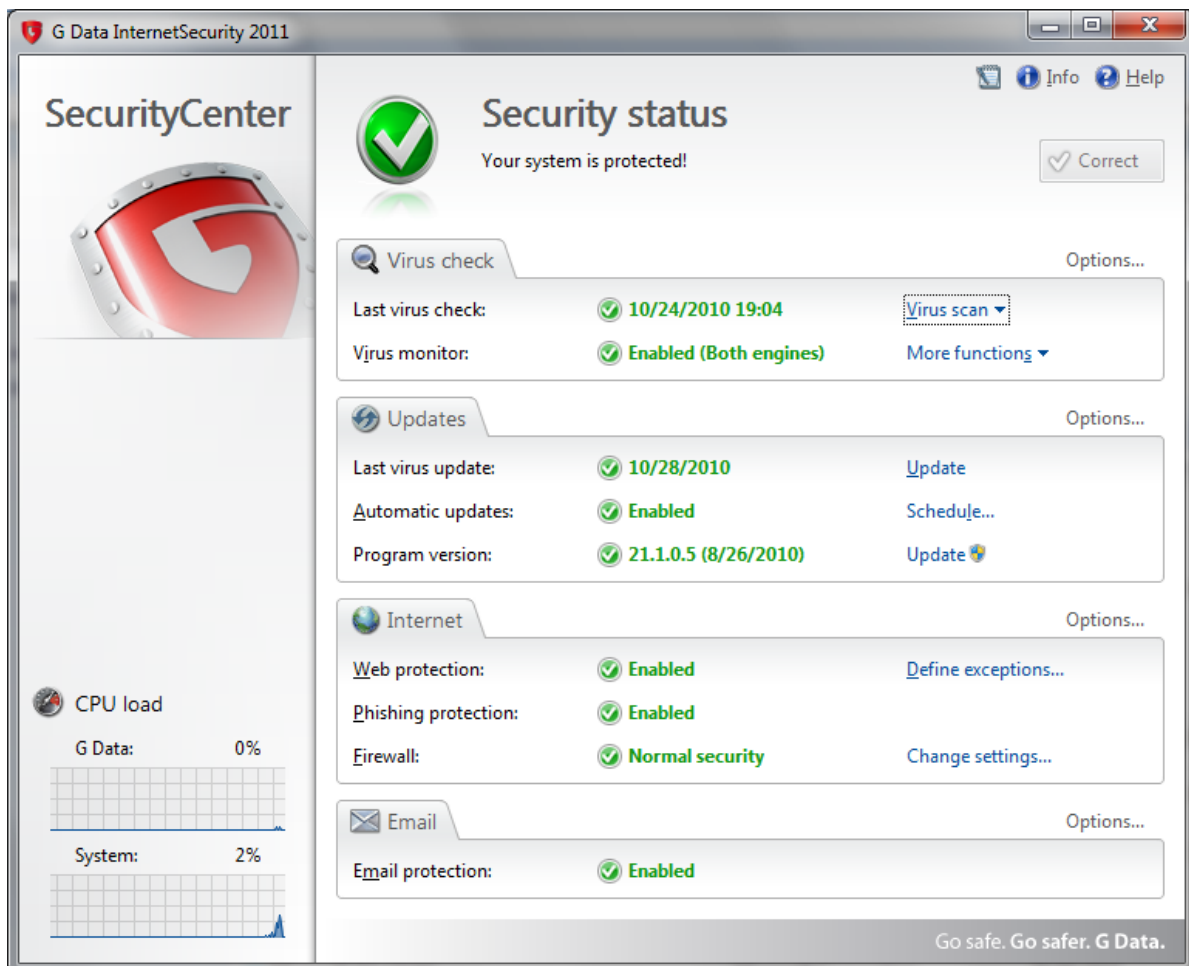 G Data InternetSecurity 2011
SecurityCenter
Info Help
Security status
Your system is protected!
Correct
Virus check Options...
Last virus check: 10/24/2010 19:04 Virus scan
Virus monitor: Enabled (Both engines) More functions
Updates Options...
Last virus update: 10/28/2010 Update
Automatic updates: Enabled Schedule...
Program version: 21.1.0.5 (8/26/2010) Update
Internet Options...
Web protection: Enabled Define exceptions...
Phishing protection: Enabled
Firewall: Normal security Change settings...
Email Options...
Email protection: Enabled
CPU load
G Data: 0%
System: 2%
Go safe. Go safer. G Data.